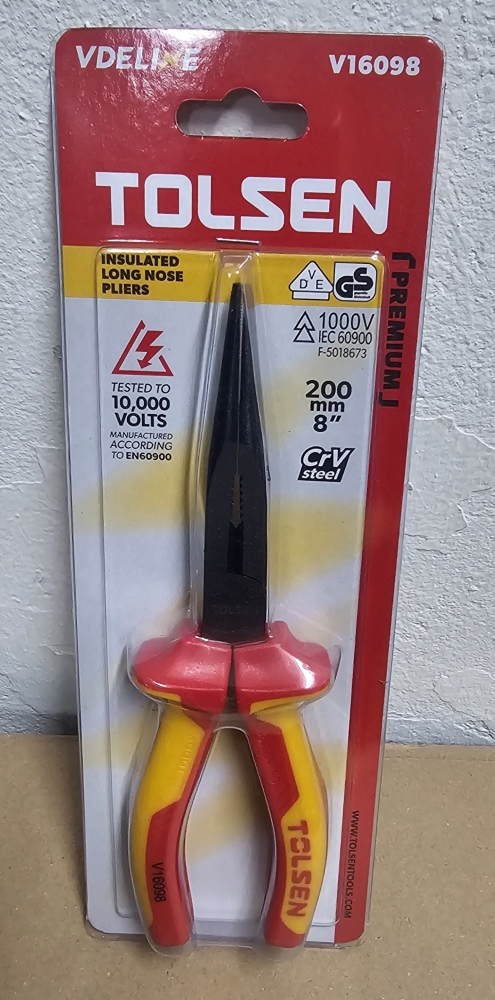 VDELINE
V16098
TOLSEN
INSULATED
LONG NOSE
PLIERS
VDE
GS
PREMIUM
1000V
IEC 60900
F-5018673
TESTED TO
10,000
VOLTS
MANUFACTURED
ACCORDING
TO EN60900
200
mm
8"
CrV
steel
TOLSEN
V16098
TOLSEN
WWW.TOLSENTOOLS.COM